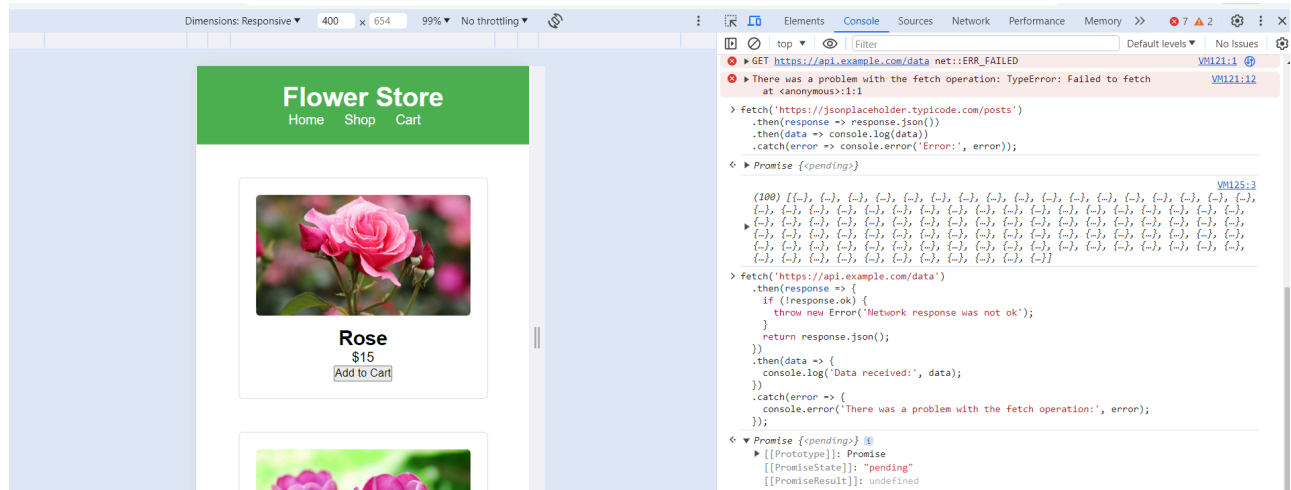 Dimensions: Responsive ▼ 400 × 654 99% ▼ No throttling ▼
Elements Console Sources Network Performance Memory >> 7 2
top ▼ Filter Default levels ▼ No Issues
Flower Store
Home Shop Cart
Rose
$15
Add to Cart
GET https://api.example.com/data net::ERR_FAILED VM121:1
There was a problem with the fetch operation: TypeError: Failed to fetch VM121:12
at <anonymous>:1:1
> fetch('https://jsonplaceholder.typicode.com/posts')
.then(response => response.json())
.then(data => console.log(data))
.catch(error => console.error('Error:', error));
Promise {<pending>}
VM125:3
(100) [{…}, {…}, {…}, {…}, {…}, {…}, {…}, {…}, {…}, {…}, {…}, {…}, {…}, {…}, {…}, {…}, {…},
{…}, {…}, {…}, {…}, {…}, {…}, {…}, {…}, {…}, {…}, {…}, {…}, {…}, {…}, {…}, {…}, {…}, {…},
{…}, {…}, {…}, {…}, {…}, {…}, {…}, {…}, {…}, {…}, {…}, {…}, {…}, {…}, {…}, {…}, {…}, {…},
{…}, {…}, {…}, {…}, {…}, {…}, {…}, {…}, {…}, {…}, {…}, {…}, {…}, {…}, {…}, {…}, {…}, {…},
{…}, {…}, {…}, {…}, {…}, {…}, {…}, {…}, {…}, {…}, {…}, {…}, {…}, {…}, {…}, {…}, {…}, {…},
{…}, {…}, {…}, {…}, {…}, {…}, {…}, {…}, {…}, {…}, {…}]
> fetch('https://api.example.com/data')
.then(response => {
if (!response.ok) {
throw new Error('Network response was not ok');
}
return response.json();
})
.then(data => {
console.log('Data received:', data);
})
.catch(error => {
console.error('There was a problem with the fetch operation:', error);
});
Promise {<pending>} i
[[Prototype]]: Promise
[[PromiseState]]: "pending"
[[PromiseResult]]: undefined